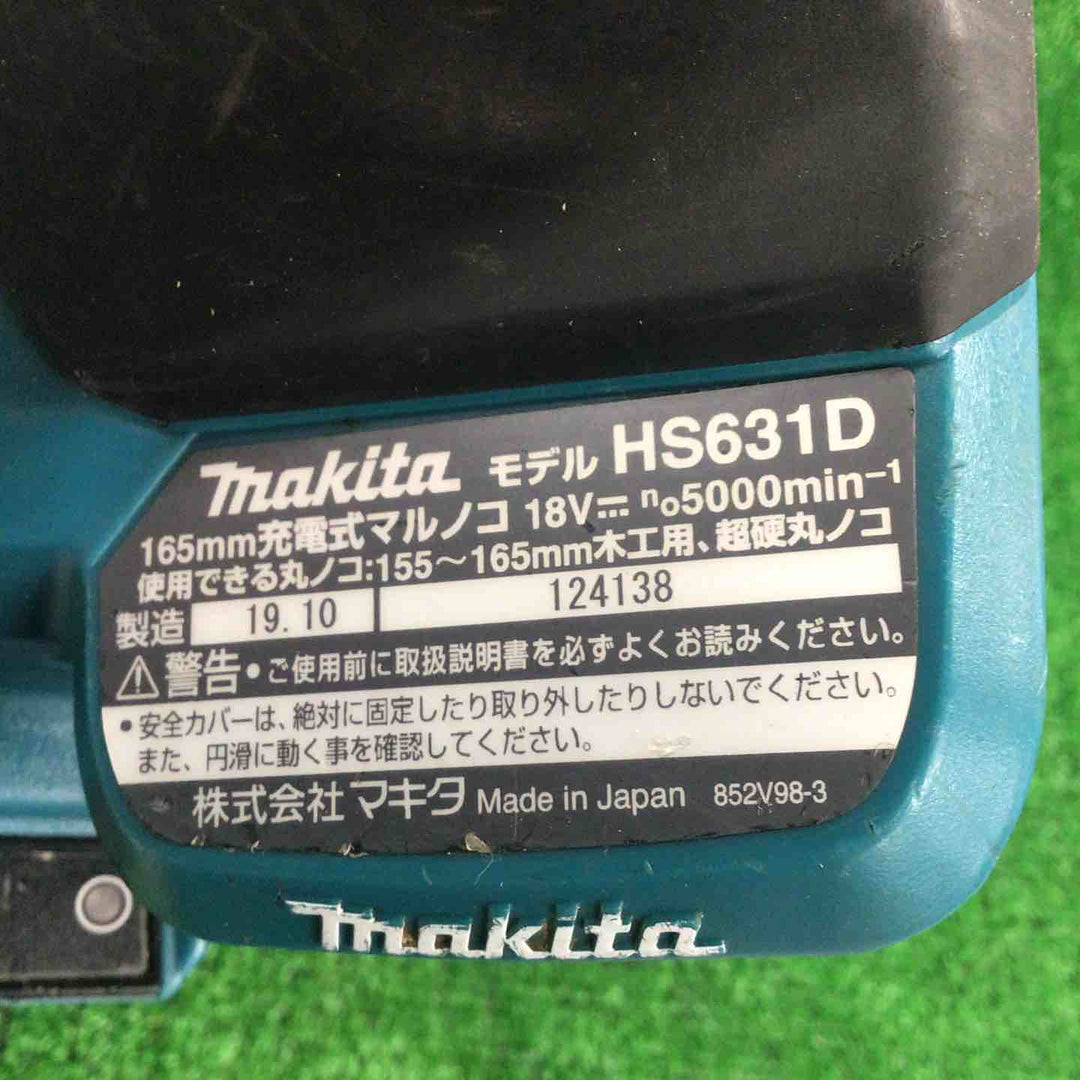 makita モデル HS631D
165mm充電式マルノコ 18V⎓ n₀5000min⁻¹
使用できる丸ノコ:155～165mm木工用、超硬丸ノコ
製造 19.10 124138
⚠警告•ご使用前に取扱説明書を必ずよくお読みください。
•安全カバーは、絶対に固定したり取り外したりしないでください。
また、円滑に動く事を確認してください。
株式会社マキタ Made in Japan 852V98-3
makita